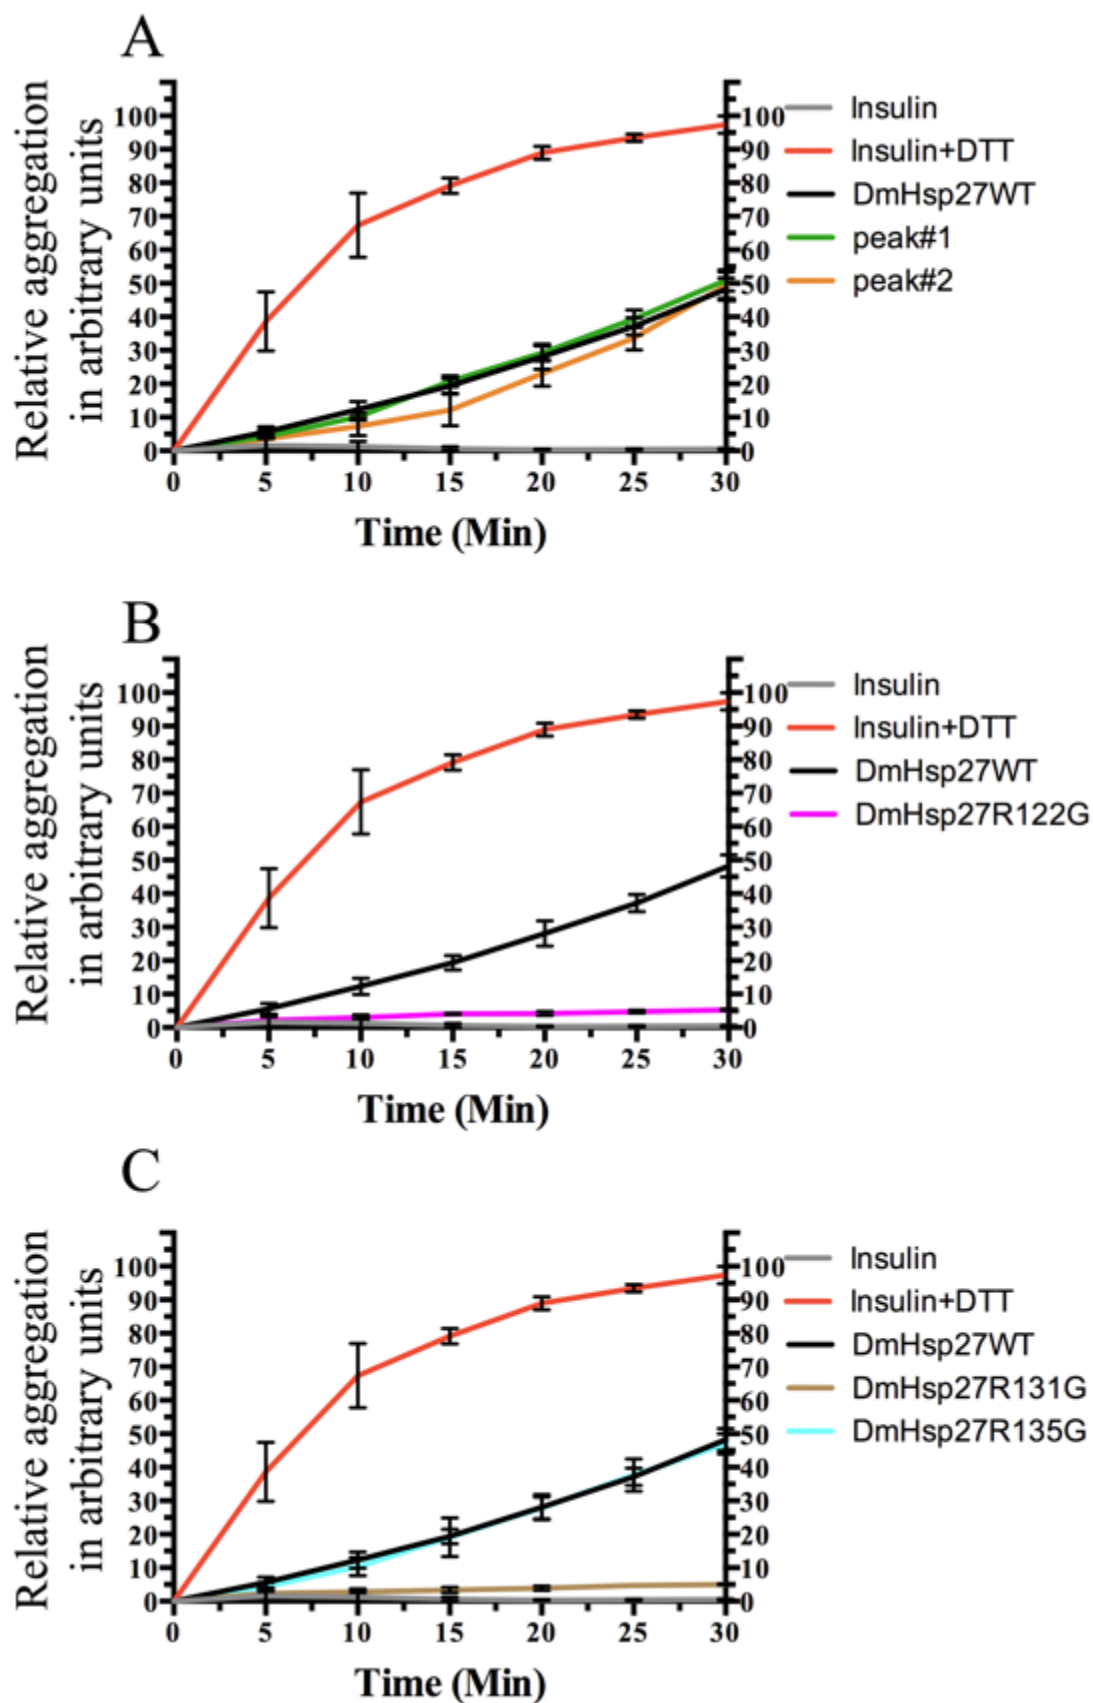 A
Relative aggregation
in arbitrary units
100
90
80
70
60
50
40
30
20
10
0
100
90
80
70
60
50
40
30
20
10
0
0 5 10 15 20 25 30
Time (Min)
Insulin
Insulin+DTT
DmHsp27WT
peak#1
peak#2
B
Relative aggregation
in arbitrary units
100
90
80
70
60
50
40
30
20
10
0
100
90
80
70
60
50
40
30
20
10
0
0 5 10 15 20 25 30
Time (Min)
Insulin
Insulin+DTT
DmHsp27WT
DmHsp27R122G
C
Relative aggregation
in arbitrary units
100
90
80
70
60
50
40
30
20
10
0
100
90
80
70
60
50
40
30
20
10
0
0 5 10 15 20 25 30
Time (Min)
Insulin
Insulin+DTT
DmHsp27WT
DmHsp27R131G
DmHsp27R135G